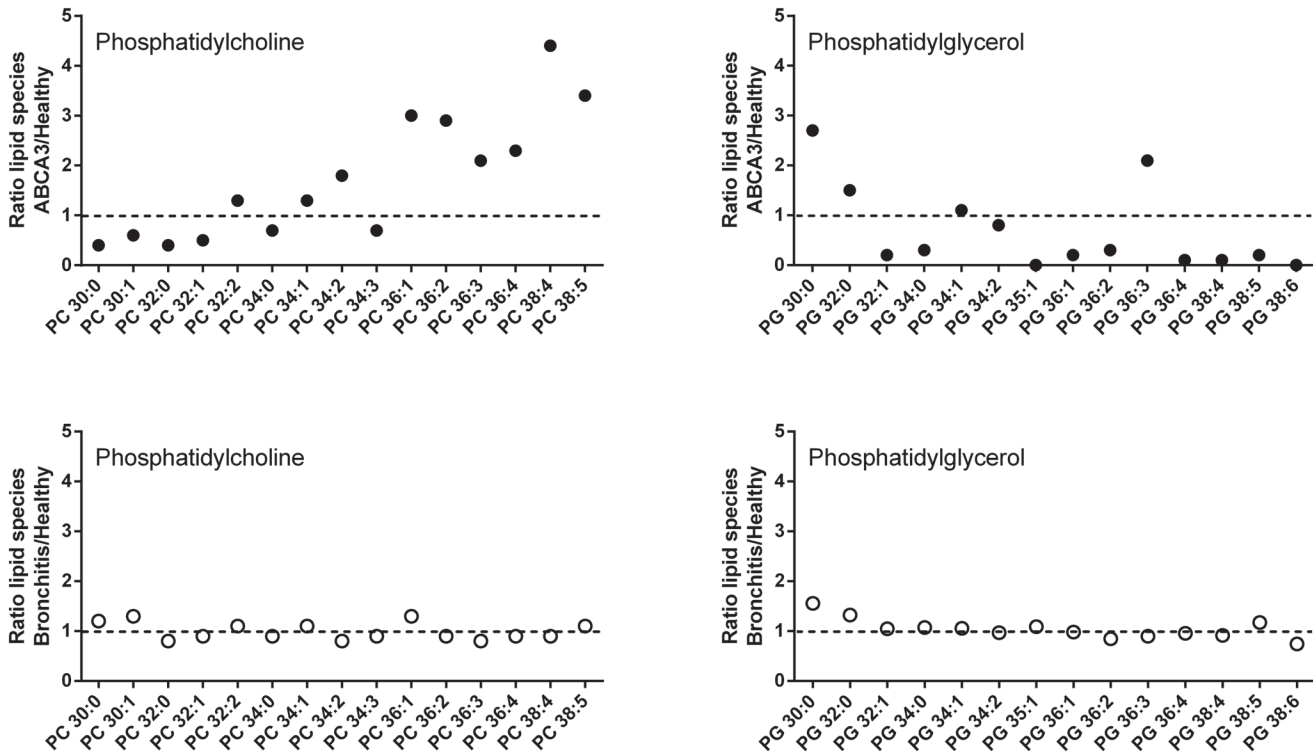 Phosphatidylcholine
Ratio lipid species
ABCA3/Healthy
5
4
3
2
1
0
PC 30:0
PC 30:1
PC 32:0
PC 32:1
PC 32:2
PC 34:0
PC 34:1
PC 34:2
PC 34:3
PC 36:1
PC 36:2
PC 36:3
PC 36:4
PC 38:4
PC 38:5
Phosphatidylglycerol
Ratio lipid species
ABCA3/Healthy
5
4
3
2
1
0
PG 30:0
PG 32:0
PG 32:1
PG 34:0
PG 34:1
PG 34:2
PG 35:1
PG 36:1
PG 36:2
PG 36:3
PG 36:4
PG 38:4
PG 38:5
PG 38:6
Phosphatidylcholine
Ratio lipid species
Bronchitis/Healthy
5
4
3
2
1
0
PC 30:0
PC 30:1
PC 32:0
PC 32:1
PC 32:2
PC 34:0
PC 34:1
PC 34:2
PC 34:3
PC 36:1
PC 36:2
PC 36:3
PC 36:4
PC 38:4
PC 38:5
Phosphatidylglycerol
Ratio lipid species
Bronchitis/Healthy
5
4
3
2
1
0
PG 30:0
PG 32:0
PG 32:1
PG 34:0
PG 34:1
PG 34:2
PG 35:1
PG 36:1
PG 36:2
PG 36:3
PG 36:4
PG 38:4
PG 38:5
PG 38:6